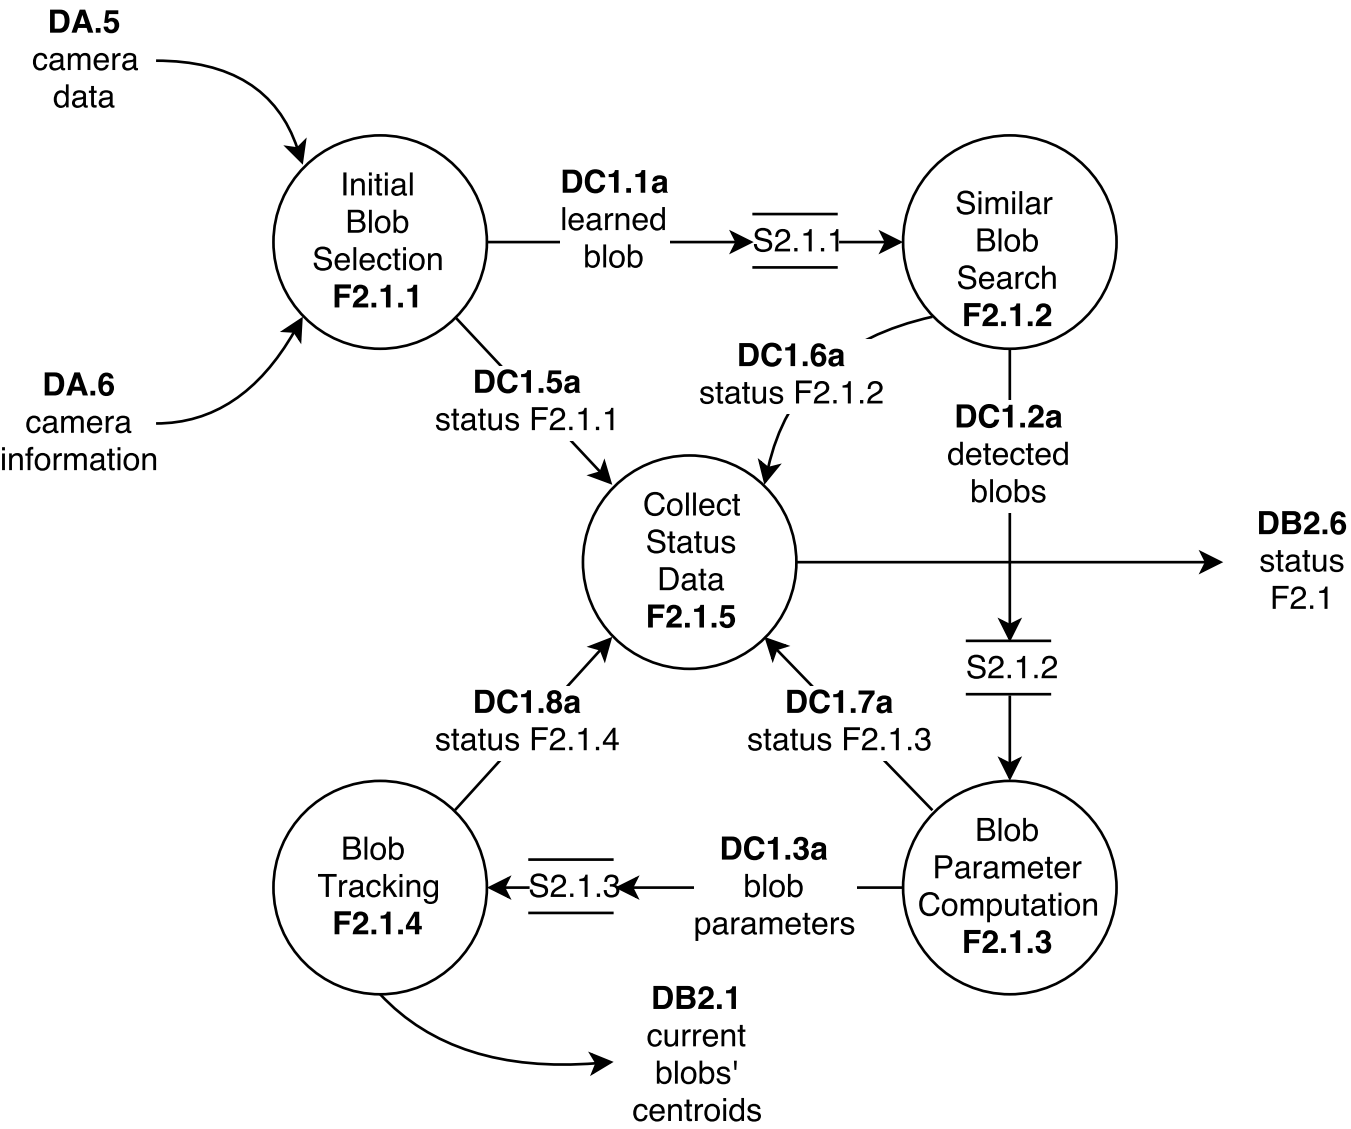 DA.5
camera
data
Initial
Blob
Selection
F2.1.1
DC1.1a
learned
blob
S2.1.1
Similar
Blob
Search
F2.1.2
DA.6
camera
information
DC1.5a
status F2.1.1
DC1.6a
status F2.1.2
DC1.2a
detected
blobs
Collect
Status
Data
F2.1.5
DB2.6
status
F2.1
S2.1.2
DC1.8a
status F2.1.4
DC1.7a
status F2.1.3
Blob
Tracking
F2.1.4
S2.1.3
DC1.3a
blob
parameters
Blob
Parameter
Computation
F2.1.3
DB2.1
current
blobs'
centroids